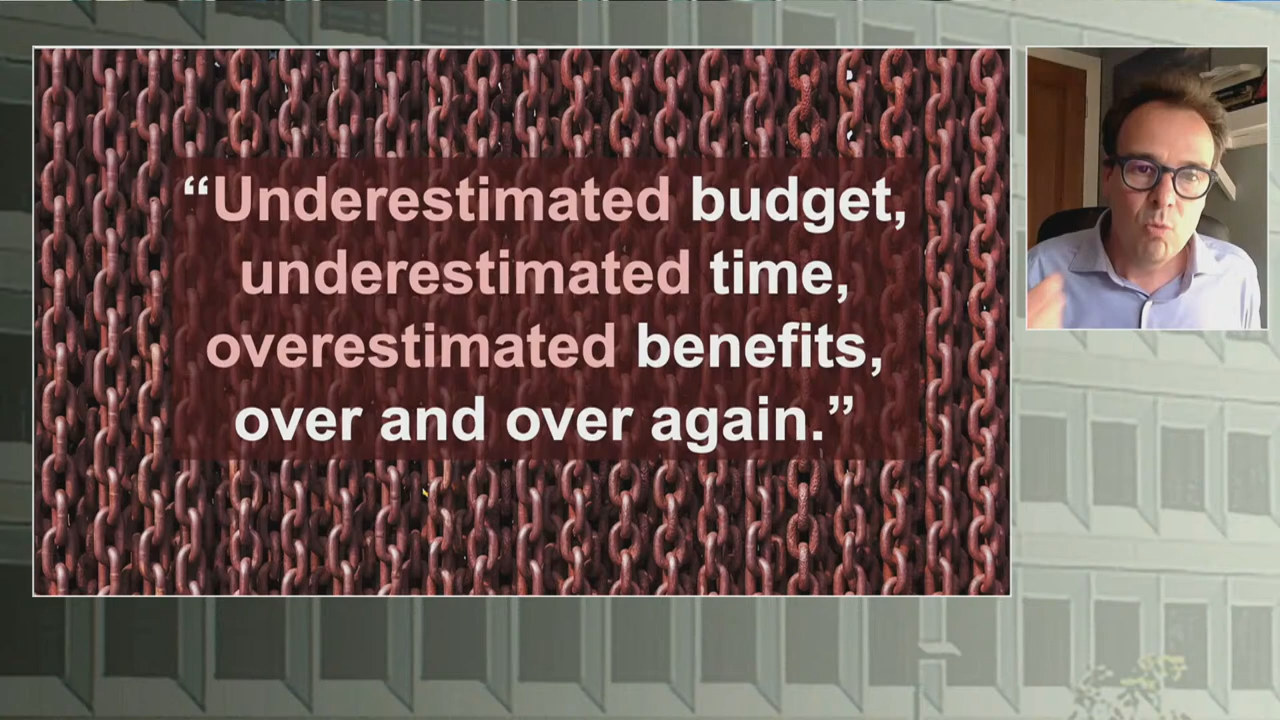 “Underestimated budget,
underestimated time,
overestimated benefits,
over and over again.”